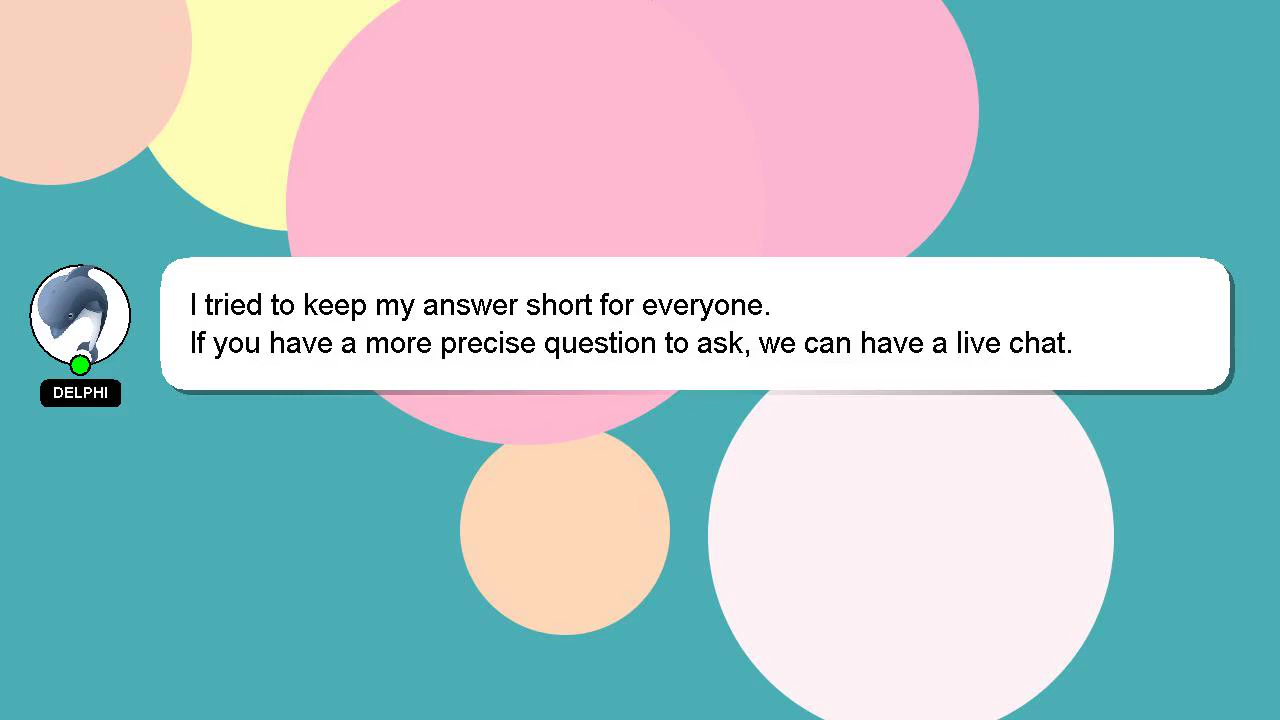 I tried to keep my answer short for everyone.
If you have a more precise question to ask, we can have a live chat.
DELPHI